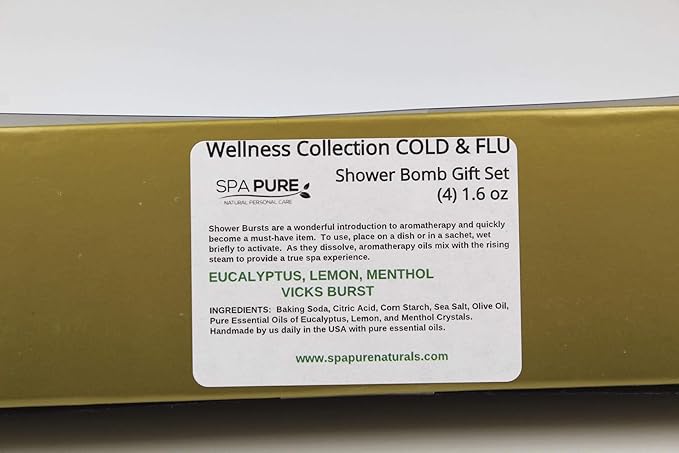 Wellness Collection COLD & FLU
Shower Bomb Gift Set
(4) 1.6 oz
SPA PURE
NATURAL PERSONAL CARE
Shower Bursts are a wonderful introduction to aromatherapy and quickly
become a must-have item. To use, place on a dish or in a sachet, wet
briefly to activate. As they dissolve, aromatherapy oils mix with the rising
steam to provide a true spa experience.
EUCALYPTUS, LEMON, MENTHOL
VICKS BURST
INGREDIENTS: Baking Soda, Citric Acid, Corn Starch, Sea Salt, Olive Oil,
Pure Essential Oils of Eucalyptus, Lemon, and Menthol Crystals.
Handmade by us daily in the USA with pure essential oils.
www.spapurenaturals.com